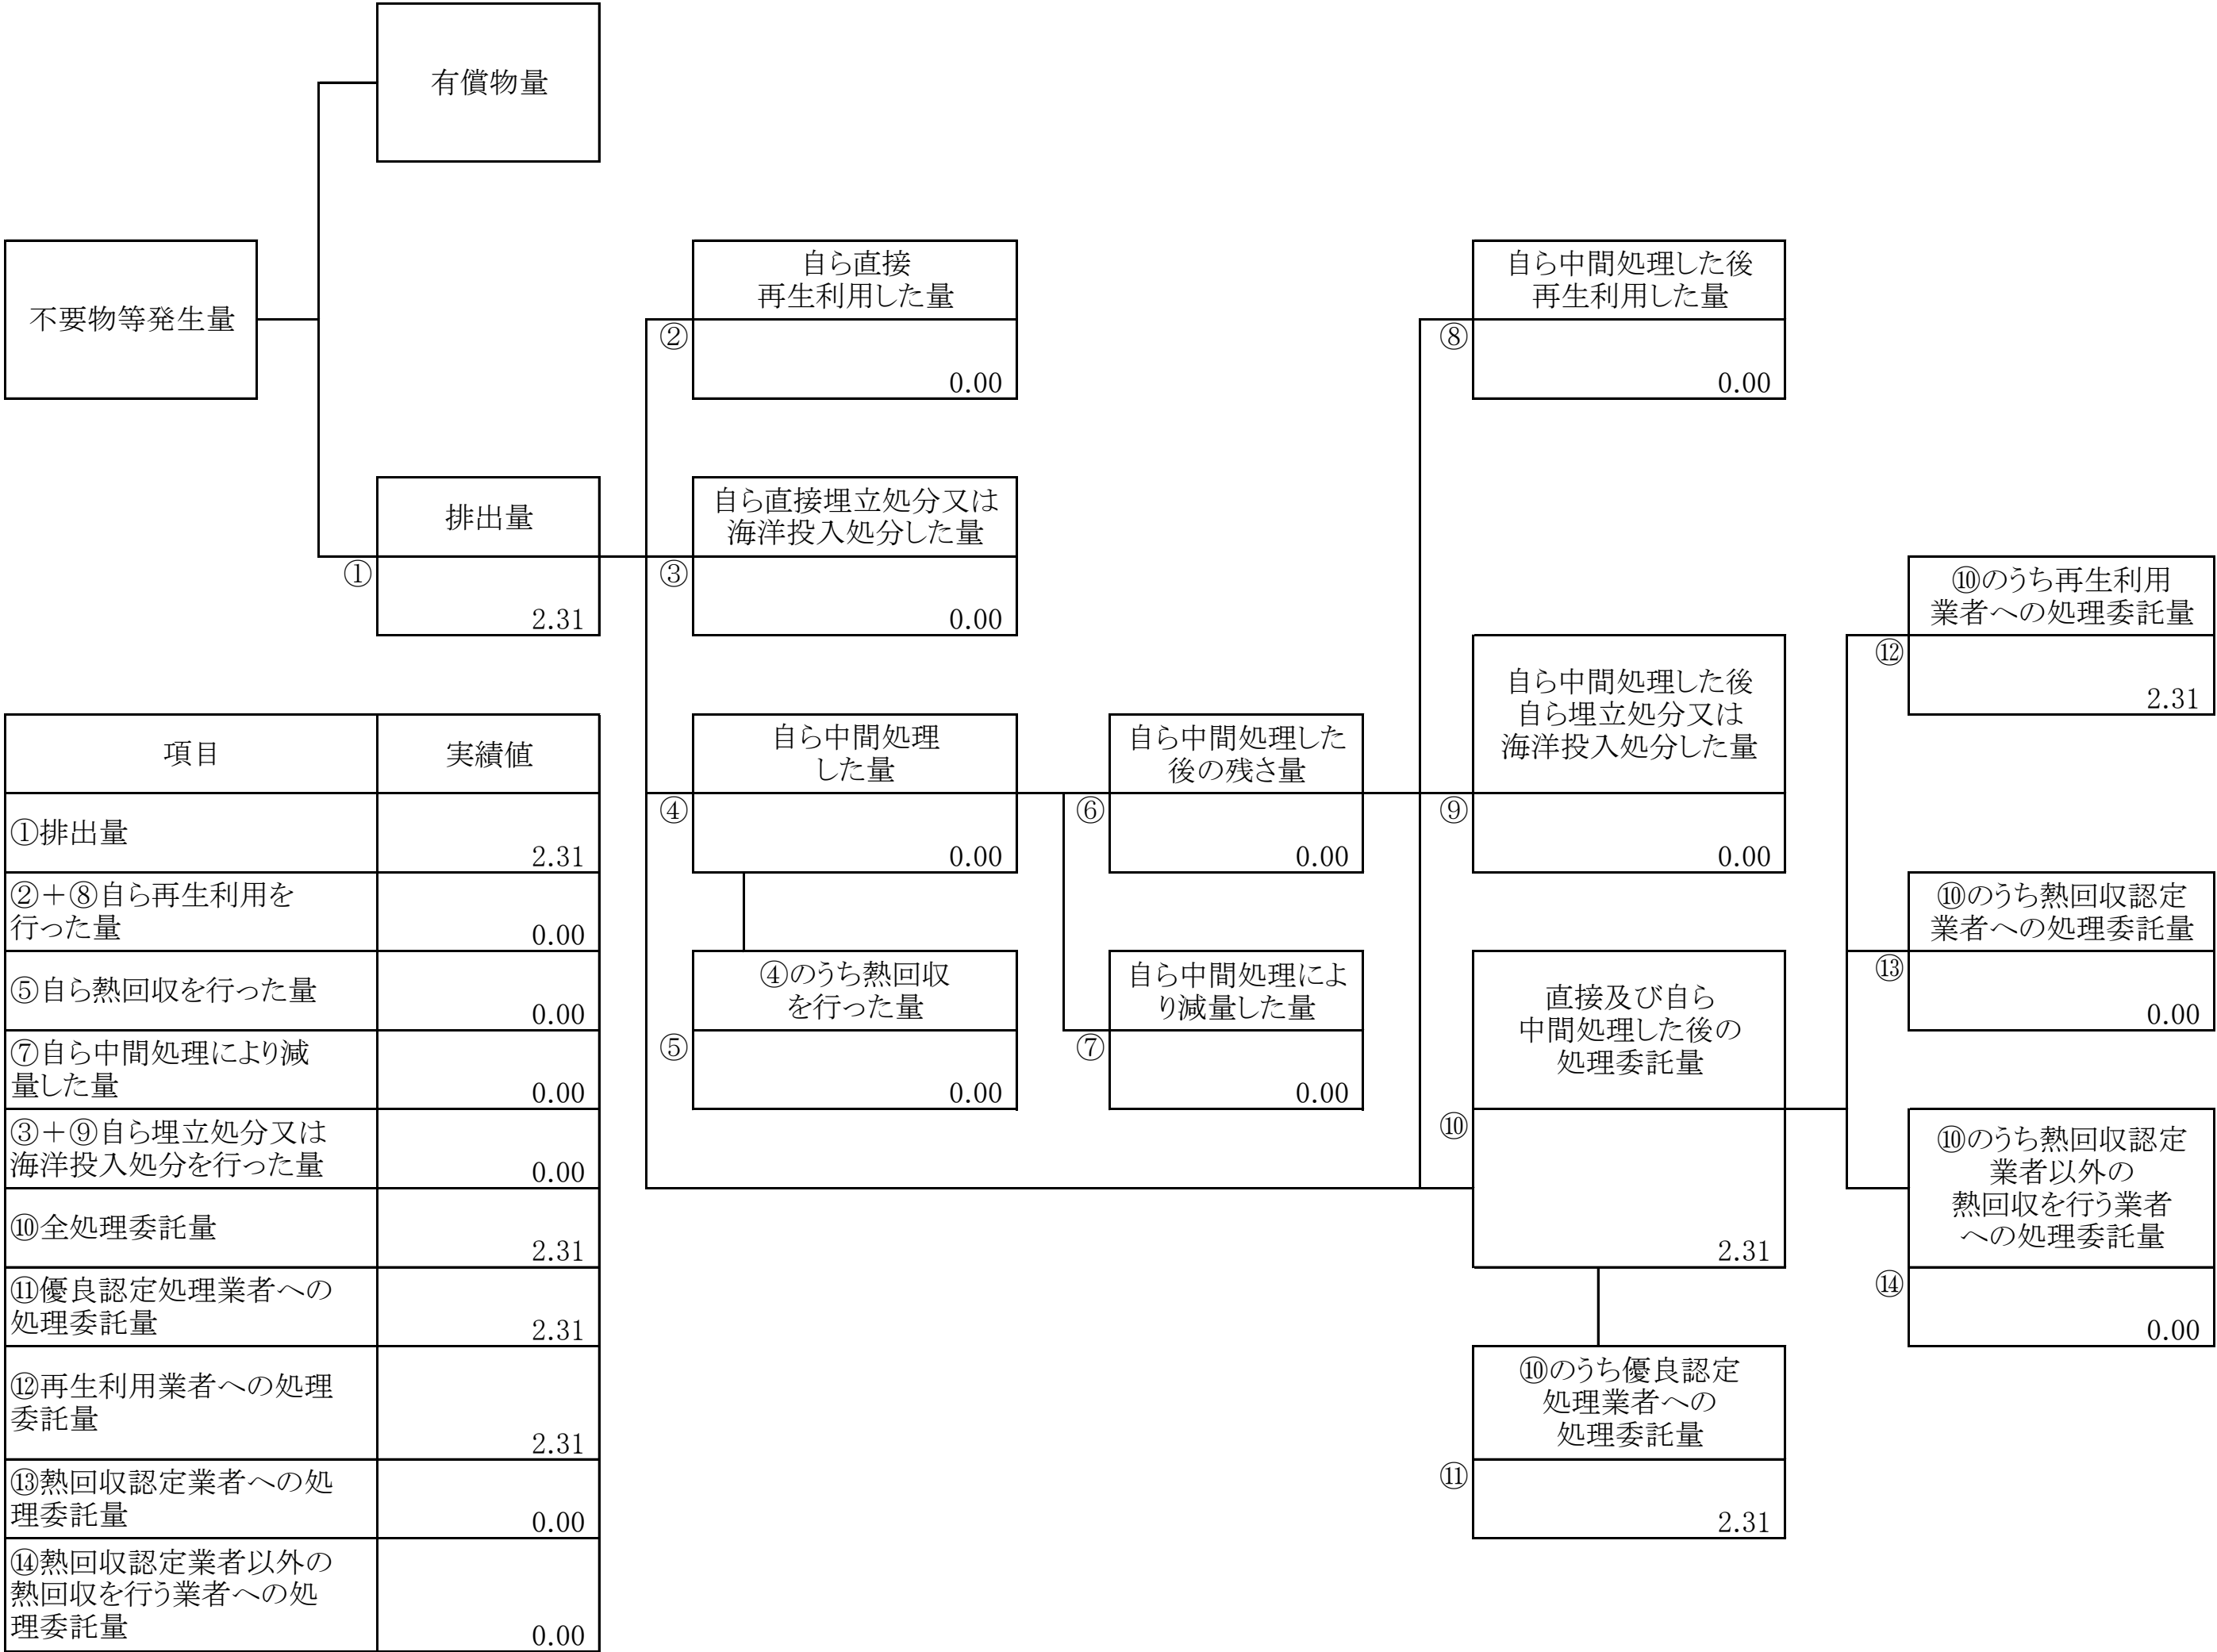 有償物量
不要物等発生量
自ら直接
再生利用した量
②
0.00
自ら中間処理した後
再生利用した量
⑧
0.00
排出量
①
2.31
自ら直接埋立処分又は
海洋投入処分した量
③
0.00
⑩のうち再生利用
業者への処理委託量
⑫
2.31
自ら中間処理
した量
④
0.00
自ら中間処理した
後の残さ量
⑥
0.00
自ら中間処理した後
自ら埋立処分又は
海洋投入処分した量
⑨
0.00
⑩のうち熱回収認定
業者への処理委託量
⑬
0.00
④のうち熱回収
を行った量
⑤
0.00
自ら中間処理によ
り減量した量
⑦
0.00
直接及び自ら
中間処理した後の
処理委託量
⑩
2.31
⑩のうち熱回収認定
業者以外の
熱回収を行う業者
への処理委託量
⑭
0.00
⑩のうち優良認定
処理業者への
処理委託量
⑪
2.31
項目 実績値
①排出量
2.31
②＋⑧自ら再生利用を
行った量
0.00
⑤自ら熱回収を行った量
0.00
⑦自ら中間処理により減
量した量
0.00
③＋⑨自ら埋立処分又は
海洋投入処分を行った量
0.00
⑩全処理委託量
2.31
⑪優良認定処理業者への
処理委託量
2.31
⑫再生利用業者への処理
委託量
2.31
⑬熱回収認定業者への処
理委託量
0.00
⑭熱回収認定業者以外の
熱回収を行う業者への処
理委託量
0.00